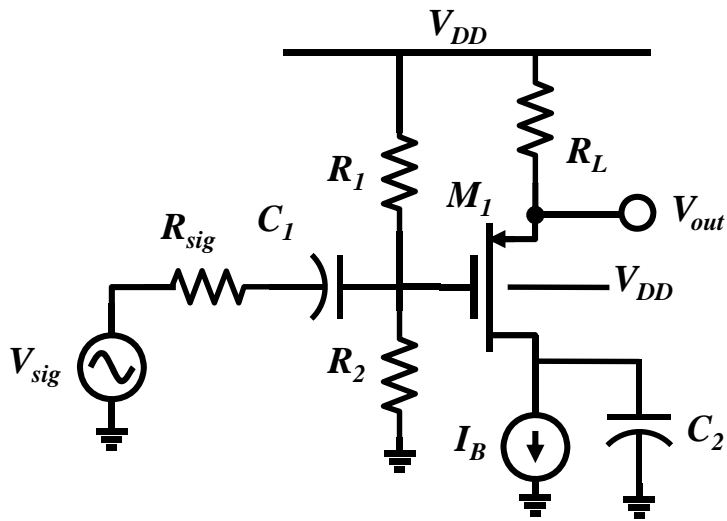 V_DD
R_1
R_L
M_1
V_out
C_1
R_sig
V_DD
V_sig
R_2
I_B
C_2